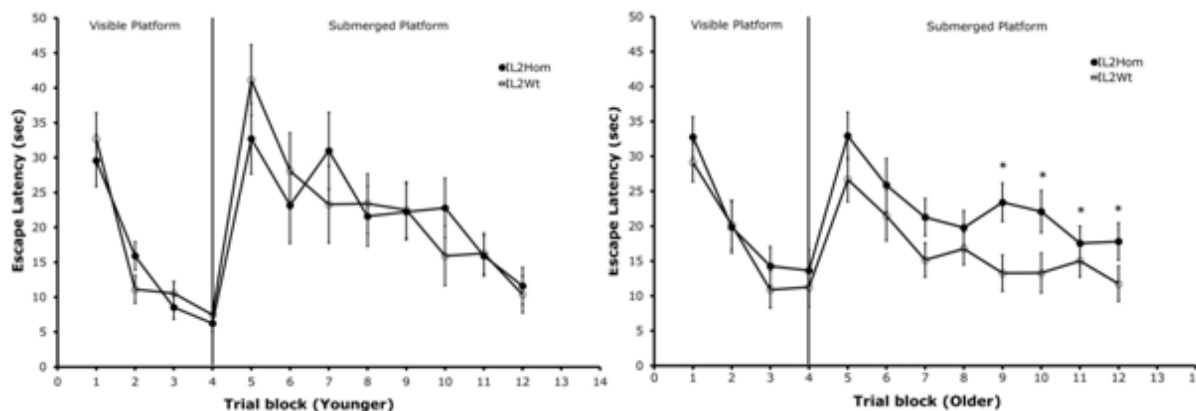 Visible Platform
Submerged Platform
IL2Hom
IL2Wt
Escape Latency (sec)
50
45
40
35
30
25
20
15
10
5
0
0 1 2 3 4 5 6 7 8 9 10 11 12 13 14
Trial block (Younger)
Visible Platform
Submerged Platform
IL2Hom
IL2Wt
Escape Latency (sec)
50
45
40
35
30
25
20
15
10
5
0
* * * *
0 1 2 3 4 5 6 7 8 9 10 11 12 13
Trial block (Older)